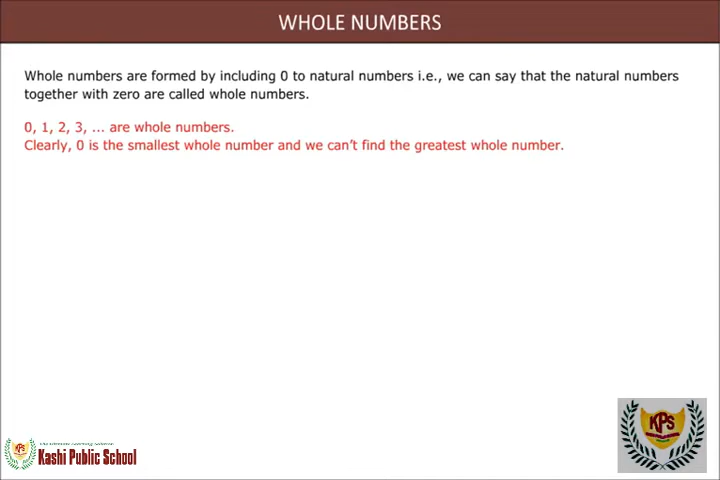 WHOLE NUMBERS
Whole numbers are formed by including 0 to natural numbers i.e., we can say that the natural numbers
together with zero are called whole numbers.
0, 1, 2, 3, ... are whole numbers.
Clearly, 0 is the smallest whole number and we can't find the greatest whole number.
KPS
KPS
Kashi Public School